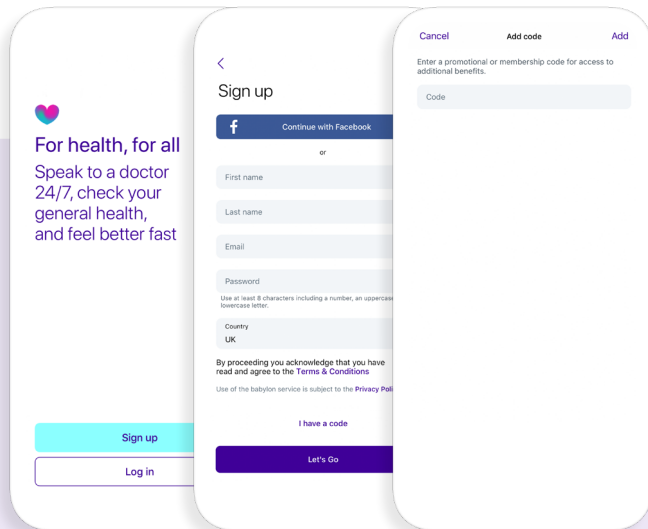 For health, for all
Speak to a doctor
24/7, check your
general health,
and feel better fast
Sign up
Log in
Sign up
f
Continue with Facebook
or
First name
Last name
Email
Password
Use at least 8 characters including a number, an uppercase
lowercase letter.
Country
UK
By proceeding you acknowledge that you have
read and agree to the Terms & Conditions
Use of the babylon service is subject to the Privacy Poli
I have a code
Let's Go
Cancel
Add code
Add
Enter a promotional or membership code for access to
additional benefits.
Code